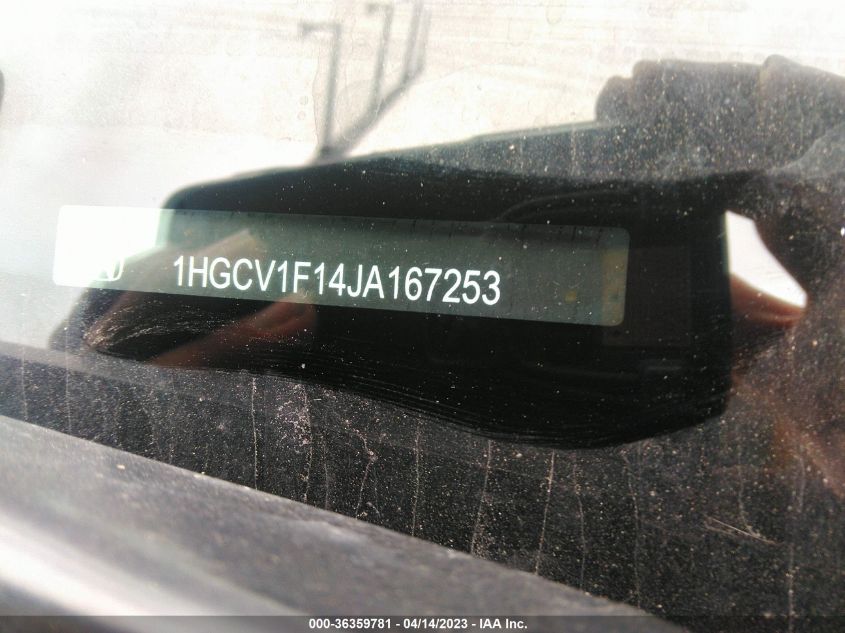 1HGCV1F14JA167253
000-36359781 - 04/14/2023 - IAA Inc.